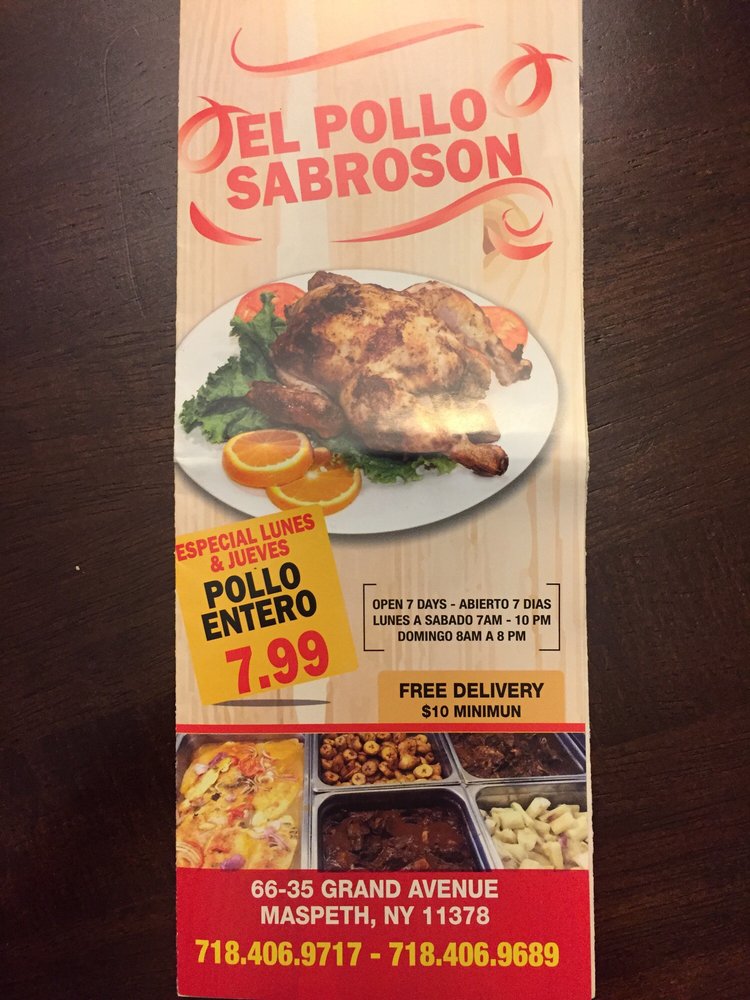 EL POLLO
SABROSON
ESPECIAL LUNES
& JUEVES
POLLO
ENTERO
7.99
OPEN 7 DAYS - ABIERTO 7 DIAS
LUNES A SABADO 7AM - 10 PM
DOMINGO 8AM A 8 PM
FREE DELIVERY
$10 MINIMUN
66-35 GRAND AVENUE
MASPETH, NY 11378
718.406.9717 - 718.406.9689